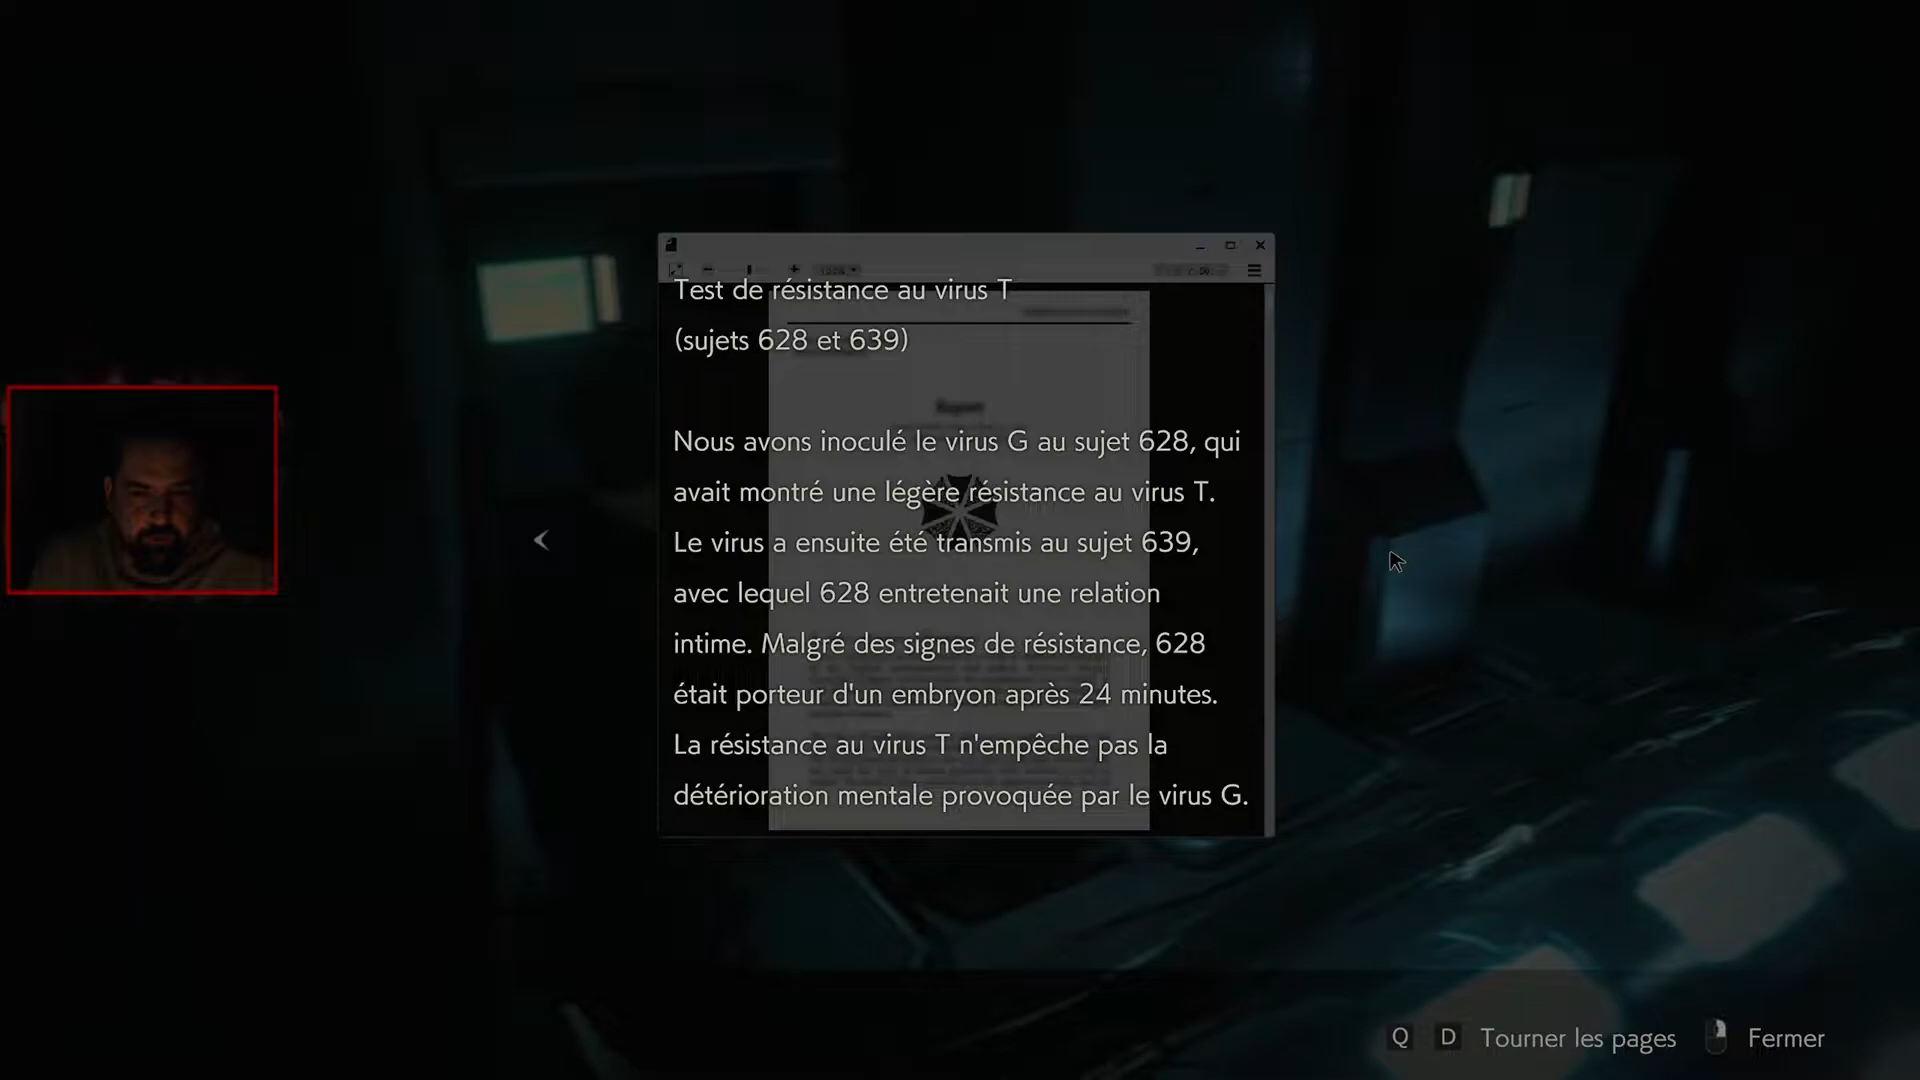 Test de résistance au virus T
(sujets 628 et 639)
Nous avons inoculé le virus G au sujet 628, qui
avait montré une légère résistance au virus T.
Le virus a ensuite été transmis au sujet 639,
avec lequel 628 entretenait une relation
intime. Malgré des signes de résistance, 628
était porteur d'un embryon après 24 minutes.
La résistance au virus T n'empêche pas la
détérioration mentale provoquée par le virus G.
Q D Tourner les pages Fermer